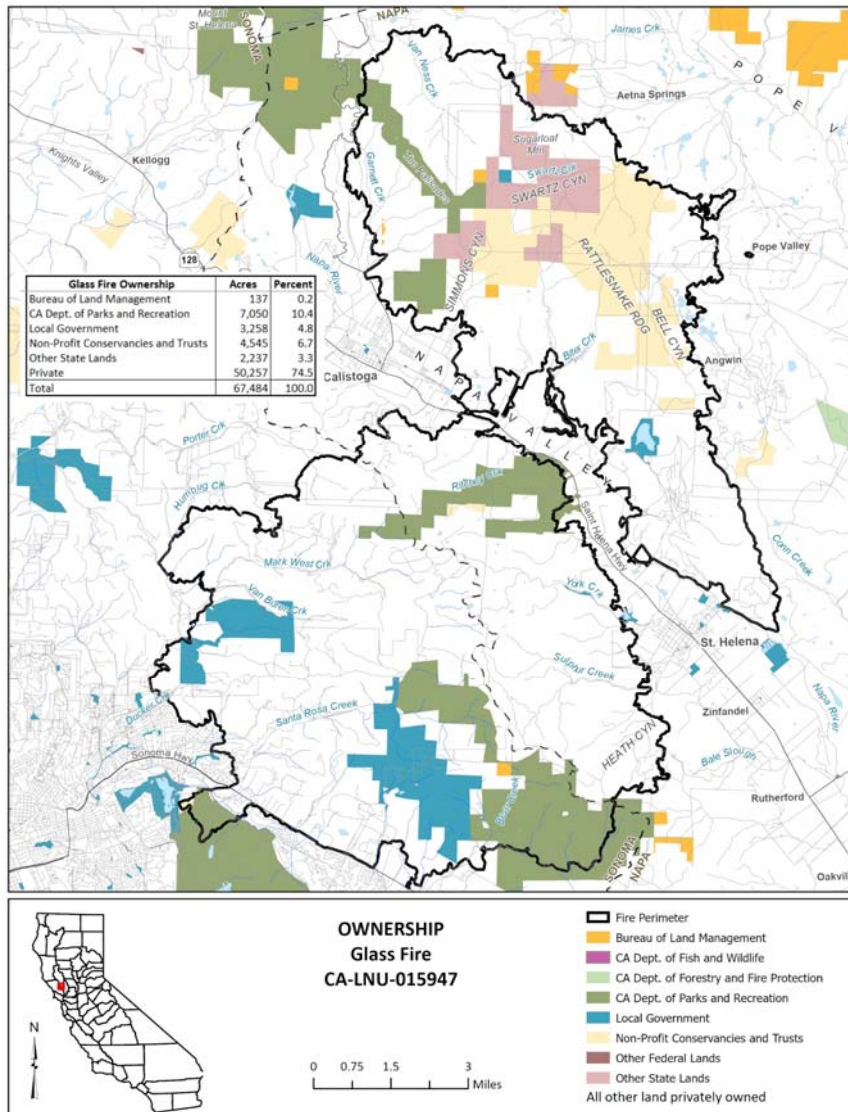 Mount
St. Helena
SONOMA
NAPA
James Crk
POPE V
Van Ness Crk
Aetna Springs
Kellogg
Knights Valley
Garnett Crk
The Palisades
Sugarloaf
Mtn
Swartz Crk
SWARTZ CYN
128
Napa River
SIMMONS CYN
RATTLESNAKE RDG
BELL CYN
Pope Valley
Glass Fire Ownership Acres Percent
Bureau of Land Management 137 0.2
CA Dept. of Parks and Recreation 7,050 10.4
Local Government 3,258 4.8
Non-Profit Conservancies and Trusts 4,545 6.7
Other State Lands 2,237 3.3
Private 50,257 74.5
Total 67,484 100.0
Biter Crk
Angwin
Calistoga
NAPA VALLEY
Porter Crk
Humbug Crk
Ritchey Crk
Saint Helena Hwy
Conn Creek
Mark West Crk
York Crk
Van Buren Crk
St. Helena
Sulphur Creek
Napa River
Ducker Crk
Santa Rosa Creek
Zinfandel
HEATH CYN
Bale Slough
Sonoma Hwy
Bear Creek
Rutherford
SONOMA
NAPA
Oakvil
OWNERSHIP
Glass Fire
CA-LNU-015947
N
0 0.75 1.5 3
Miles
Fire Perimeter
Bureau of Land Management
CA Dept. of Fish and Wildlife
CA Dept. of Forestry and Fire Protection
CA Dept. of Parks and Recreation
Local Government
Non-Profit Conservancies and Trusts
Other Federal Lands
Other State Lands
All other land privately owned